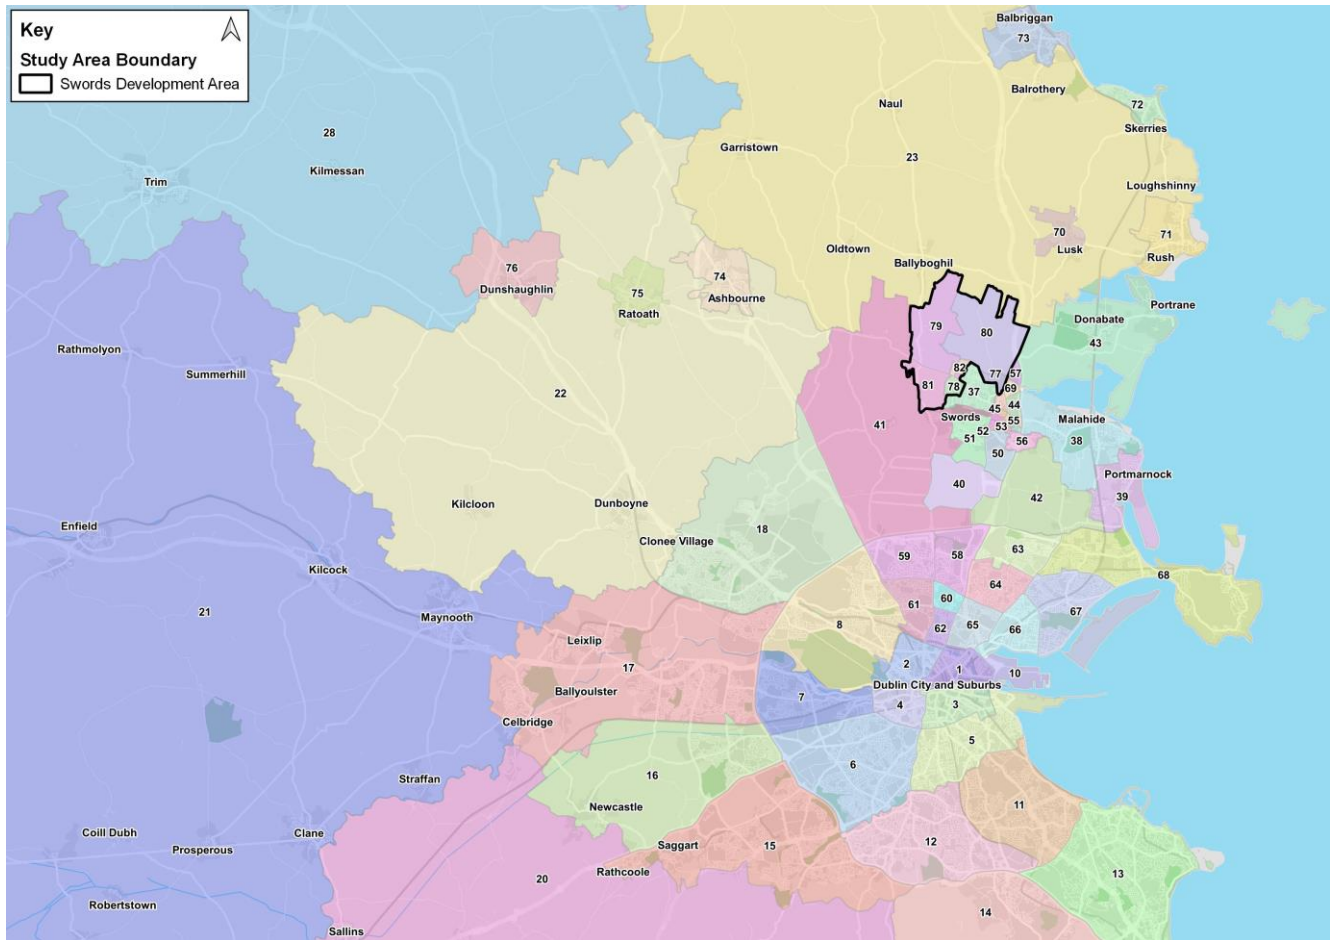 Key
Study Area Boundary
Swords Development Area
Balbriggan
73
Balrothery
Naul
72
Skerries
28
Garristown
23
Kilmessan
Trim
Loughshinny
70
Lusk
71
Rush
Oldtown
Ballyboghil
76
Dunshaughlin
75
Ratoath
74
Ashbourne
Portrane
Donabate
43
79
80
Rathmolyon
Summerhill
82
77
57
81
78
37
69
22
45
44
Swords
55
Malahide
41
53
52
51
56
38
50
Portmarnock
40
39
42
Kilcloon
Dunboyne
Enfield
18
Clonee Village
59
58
63
Kilcock
68
64
60
61
21
Maynooth
67
8
62
65
66
Leixlip
17
2
1
10
Dublin City and Suburbs
Ballyoulster
7
4
3
Celbridge
5
6
Straffan
16
Newcastle
11
Coill Dubh
Clane
12
Prosperous
Saggart
15
Rathcoole
13
20
Robertstown
14
Sallins